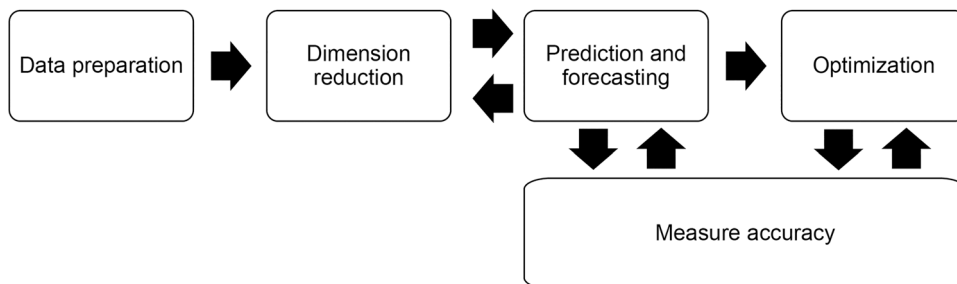 Data preparation
Dimension
reduction
Prediction and
forecasting
Optimization
Measure accuracy